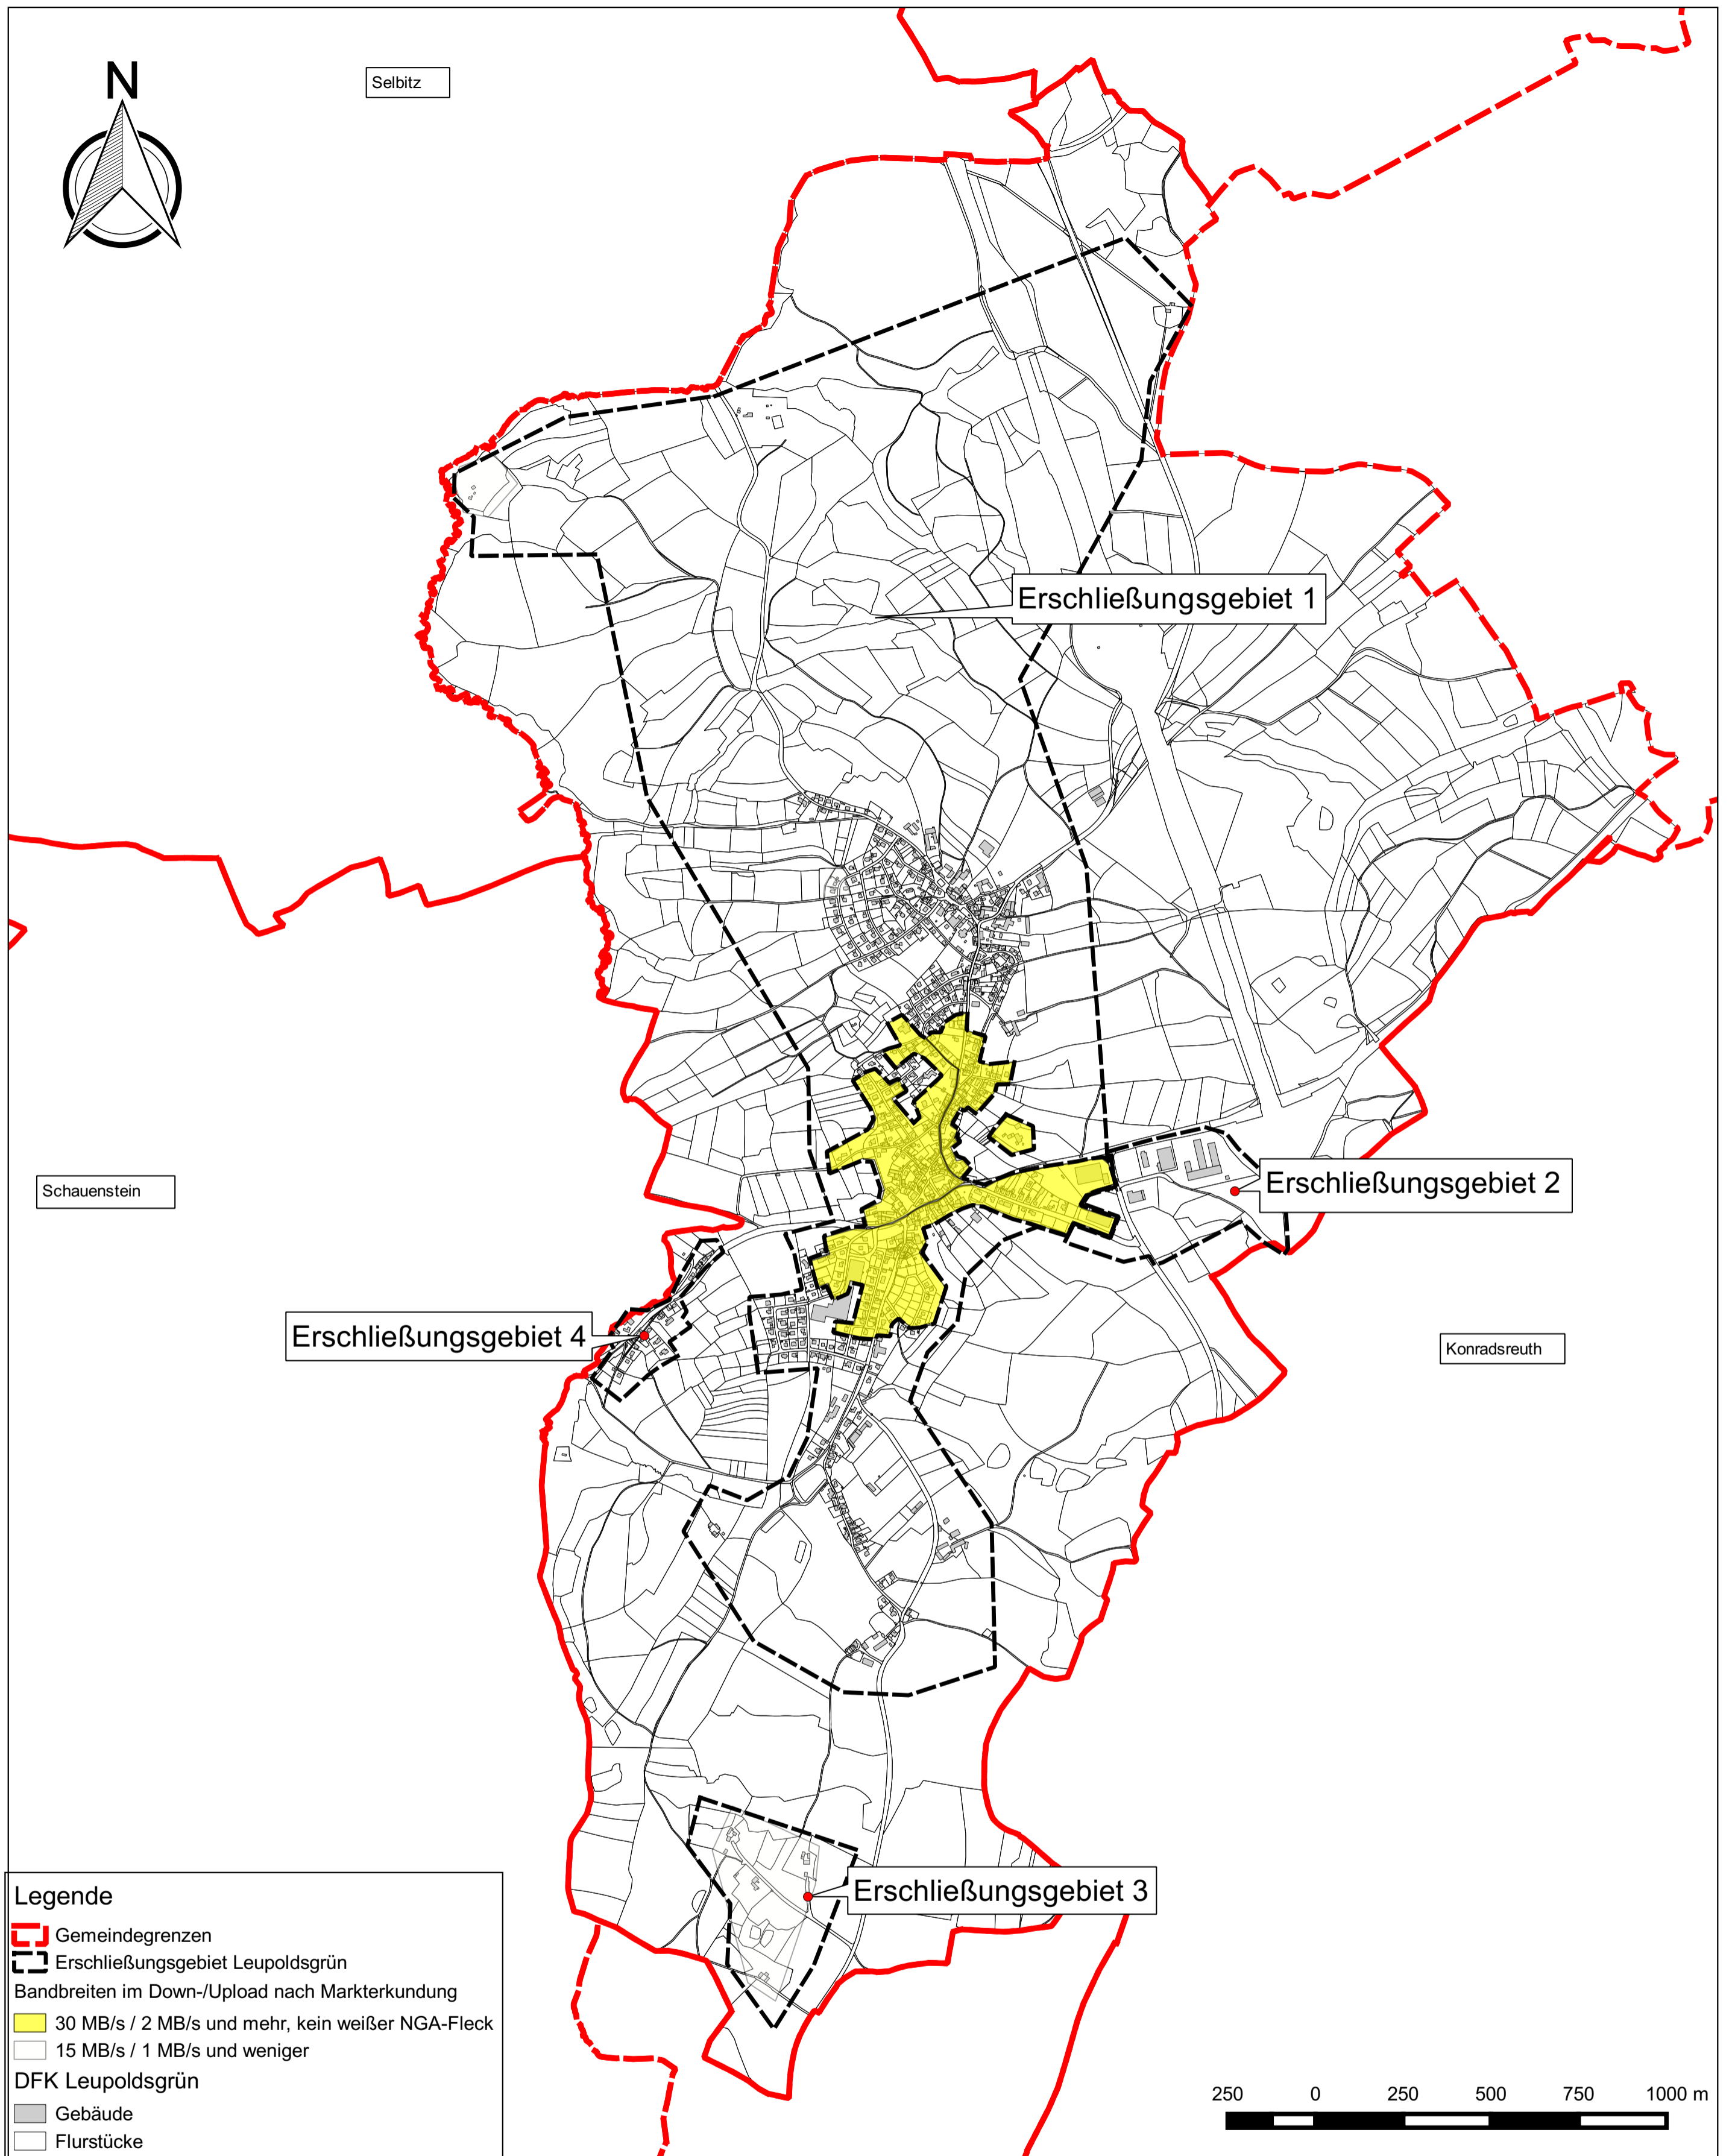 N
Selbitz
Erschließungsgebiet 1
Erschließungsgebiet 2
Schauenstein
Erschließungsgebiet 4
Konradsreuth
Erschließungsgebiet 3
Legende
Gemeindegrenzen
Erschließungsgebiet Leupoldsgrün
Bandbreiten im Down-/Upload nach Markterkundung
30 MB/s / 2 MB/s und mehr, kein weißer NGA-Fleck
15 MB/s / 1 MB/s und weniger
DFK Leupoldsgrün
Gebäude
Flurstücke
250 0 250 500 750 1000 m